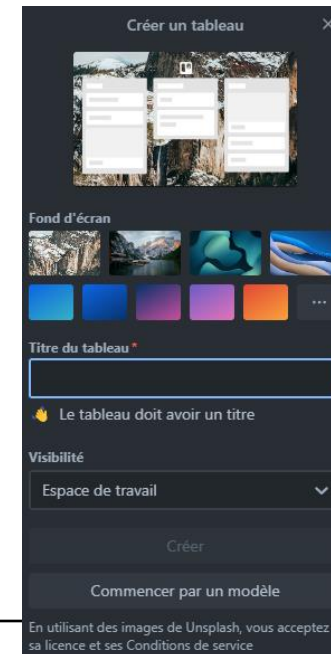 Créer un tableau
Fond d'écran
Titre du tableau *
👋 Le tableau doit avoir un titre
Visibilité
Espace de travail
Créer
Commencer par un modèle
En utilisant des images de Unsplash, vous acceptez
sa licence et ses Conditions de service